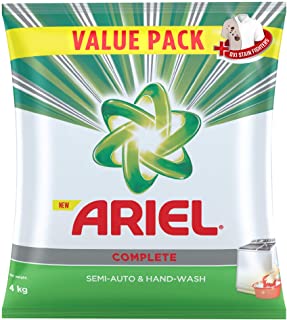 VALUE PACK
+ OXI STAIN FIGHTERS
NEW
ARIEL
COMPLETE
SEMI-AUTO & HAND-WASH
4 kg